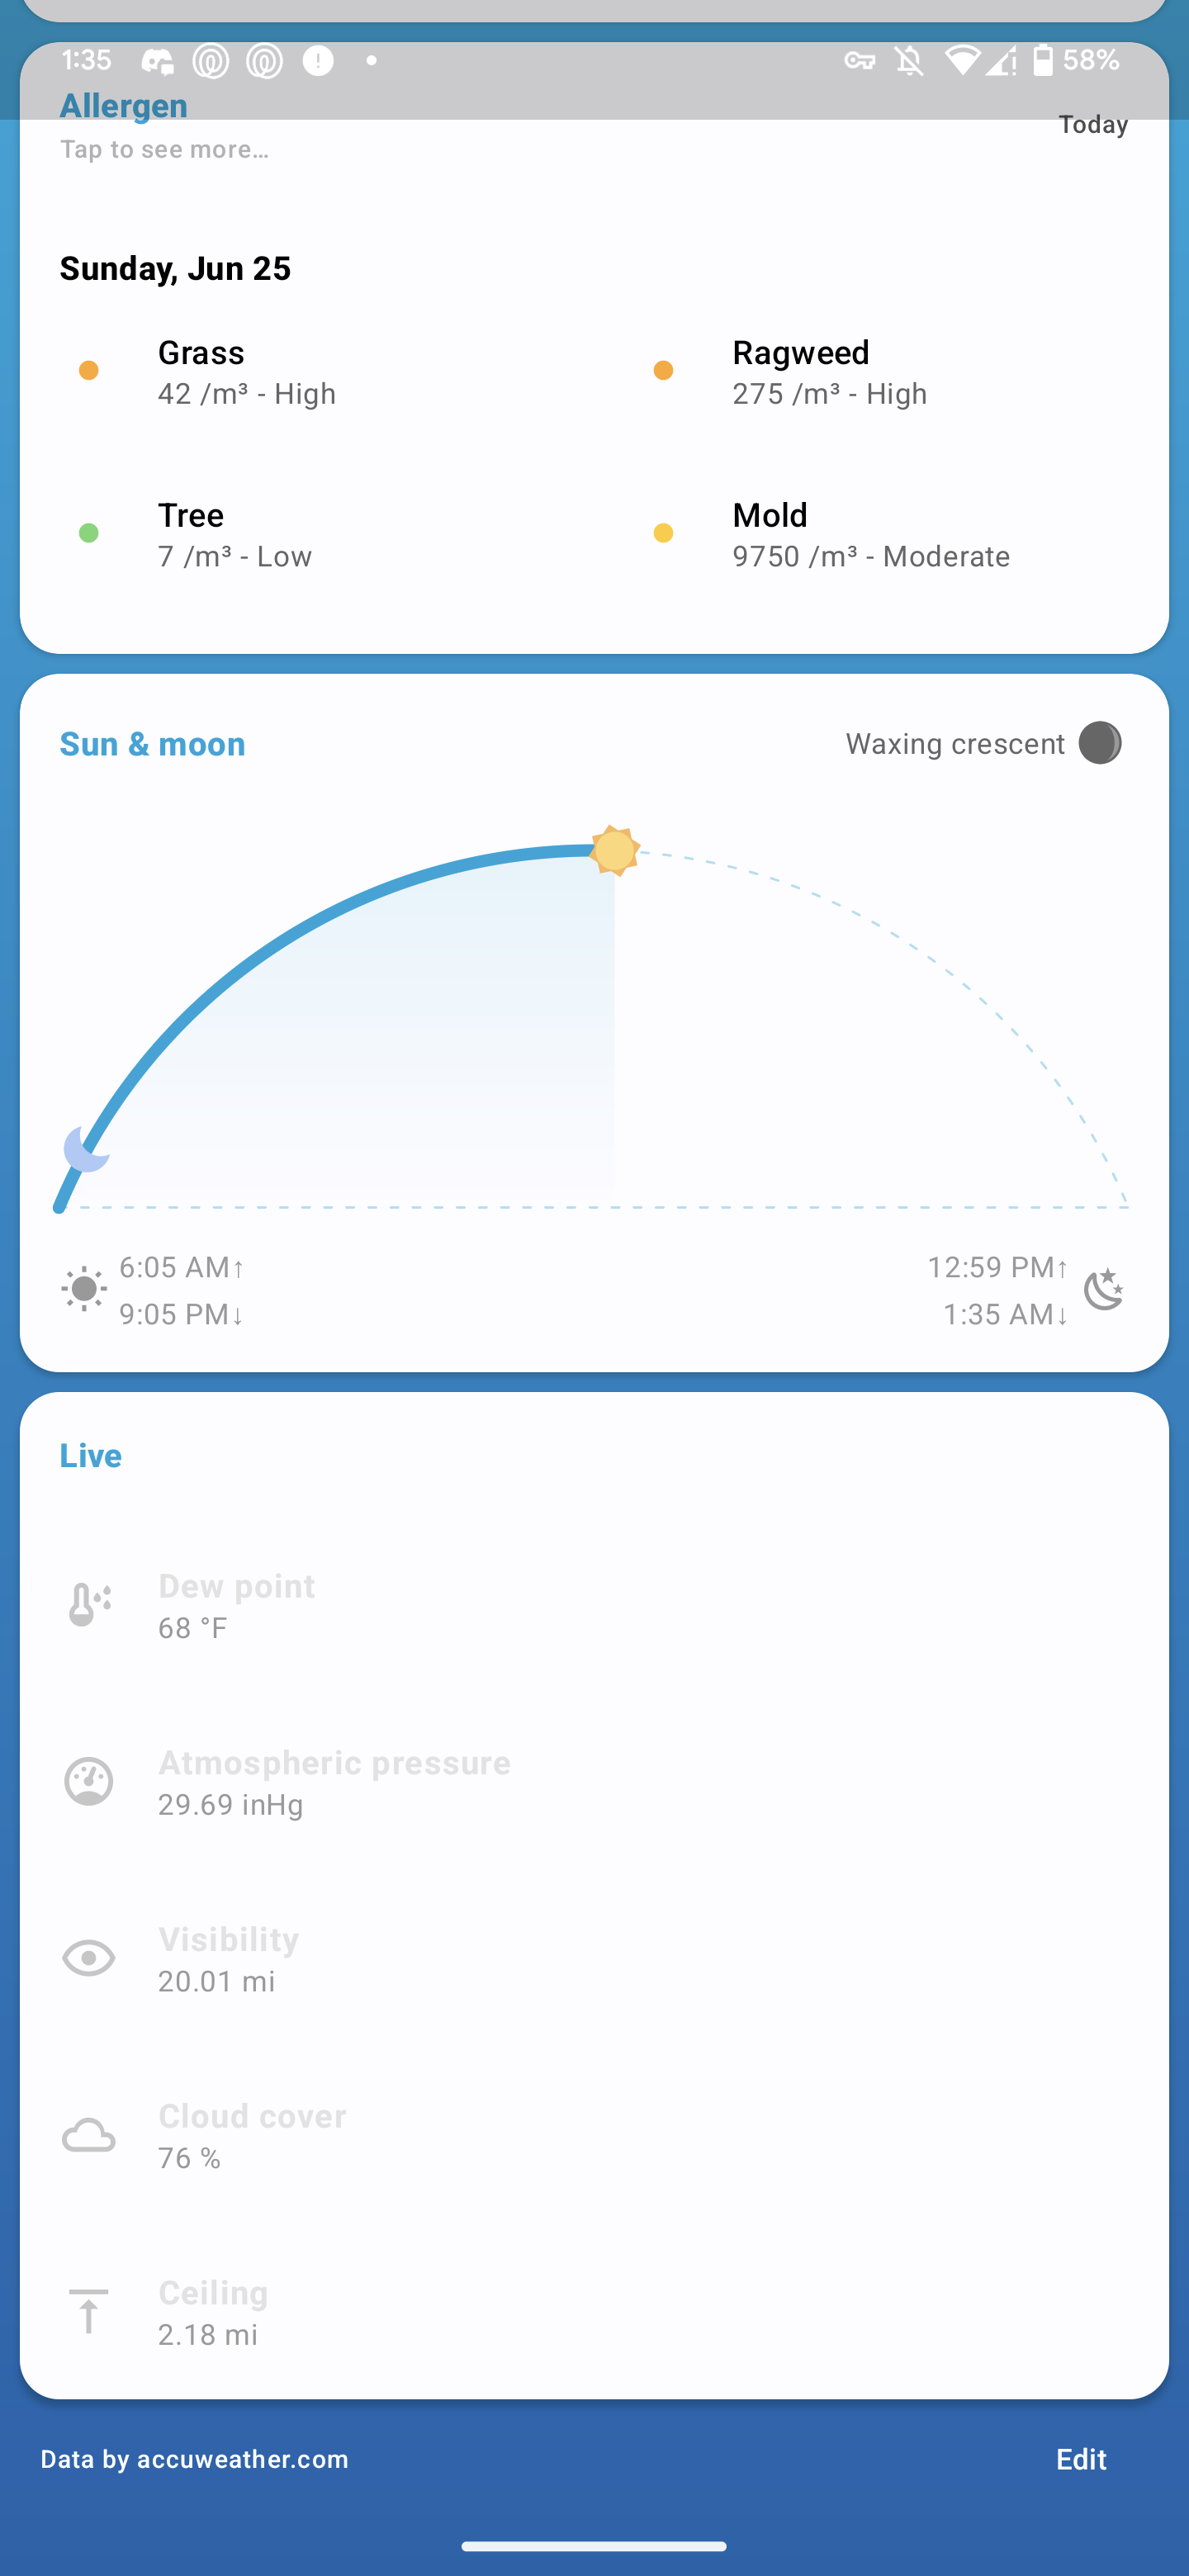 1:35
58%
Allergen
Today
Tap to see more…
Sunday, Jun 25
Grass
42 /m³ - High
Ragweed
275 /m³ - High
Tree
7 /m³ - Low
Mold
9750 /m³ - Moderate
Sun & moon
Waxing crescent
6:05 AM↑
9:05 PM↓
12:59 PM↑
1:35 AM↓
Live
Dew point
68 °F
Atmospheric pressure
29.69 inHg
Visibility
20.01 mi
Cloud cover
76 %
Ceiling
2.18 mi
Data by accuweather.com
Edit